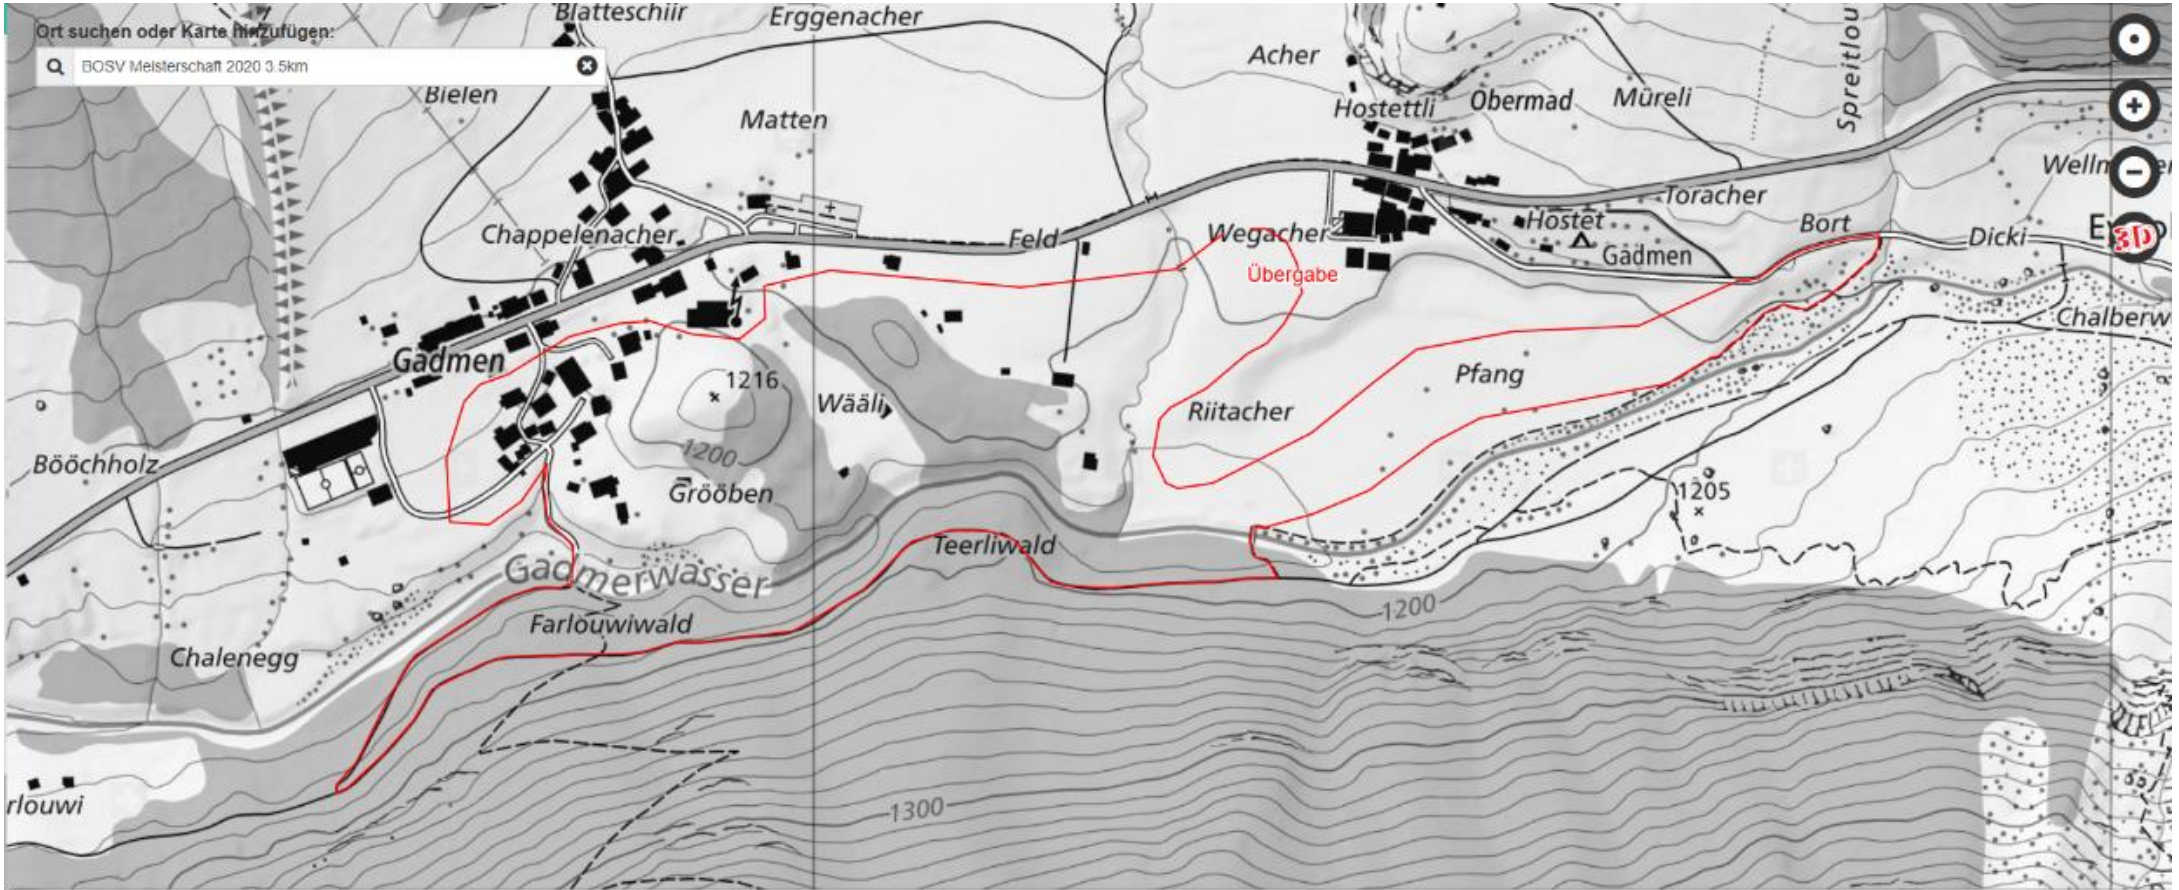 Blatteschiir
Erggenacher
Ort suchen oder Karte hinzufügen:
BOSV Meisterschaft 2020 3.5km
Bielen
Matten
Acher
Hostettli
Obermad
Müreli
Spreitlou
Toracher
Chappelenacher
Feld
Wegacher
Hostet
Gadmen
Bort
Dicki
3D
Übergabe
Chalberw
Gadmen
1216
Wääli
Riitacher
Pfang
Bööchholz
1200
Grööben
1205
Teerliwald
Gadmerwasser
1200
Farlouwiwald
Chalenegg
rlouwi
1300